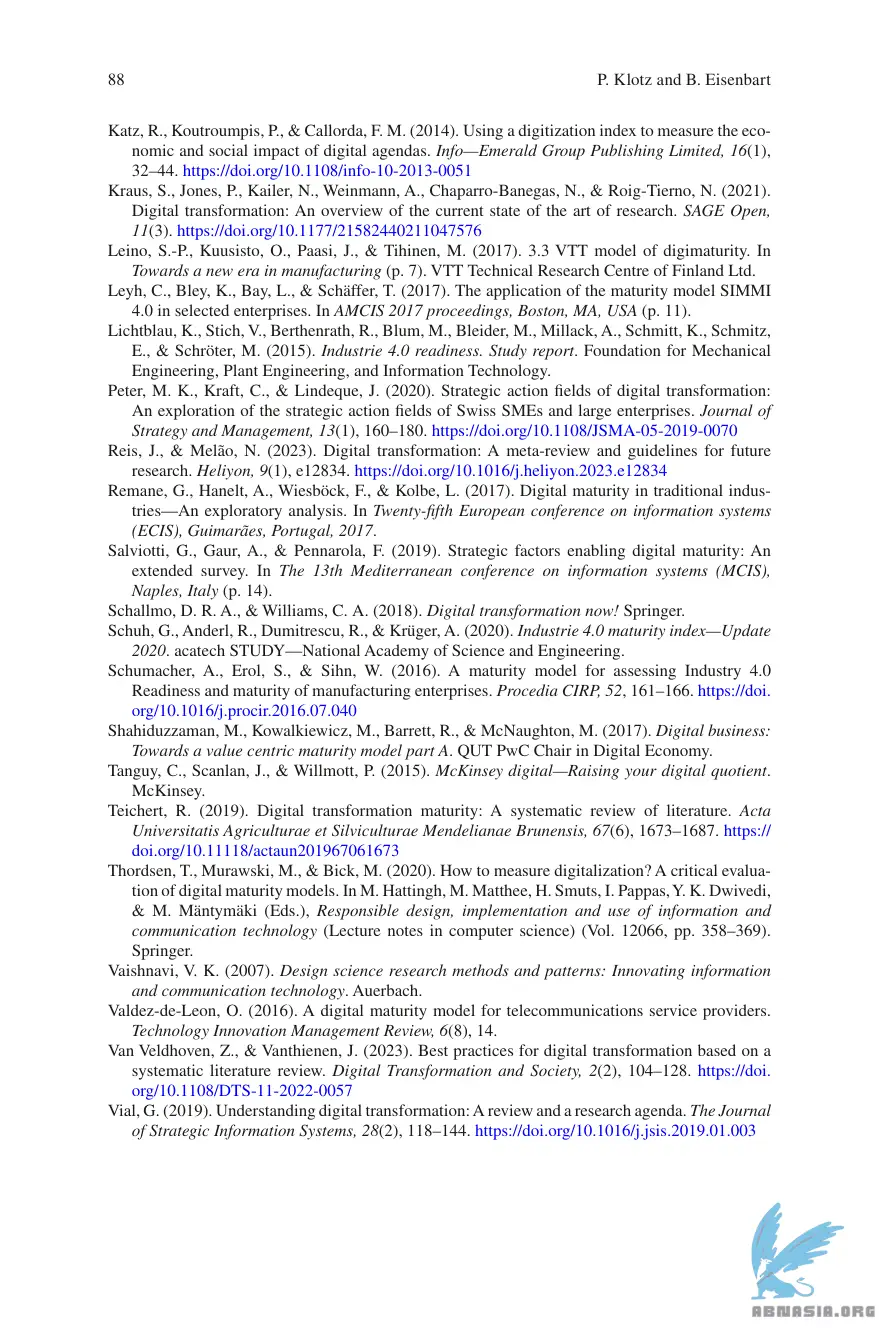 88
P. Klotz and B. Eisenbart
Katz, R., Koutroumpis, P., & Callorda, F. M. (2014). Using a digitization index to measure the eco-
nomic and social impact of digital agendas. Info—Emerald Group Publishing Limited, 16(1),
32–44. https://doi.org/10.1108/info-10-2013-0051
Kraus, S., Jones, P., Kailer, N., Weinmann, A., Chaparro-Banegas, N., & Roig-Tierno, N. (2021).
Digital transformation: An overview of the current state of the art of research. SAGE Open,
11(3). https://doi.org/10.1177/21582440211047576
Leino, S.-P., Kuusisto, O., Paasi, J., & Tihinen, M. (2017). 3.3 VTT model of digimaturity. In
Towards a new era in manufacturing (p. 7). VTT Technical Research Centre of Finland Ltd.
Leyh, C., Bley, K., Bay, L., & Schäffer, T. (2017). The application of the maturity model SIMMI
4.0 in selected enterprises. In AMCIS 2017 proceedings, Boston, MA, USA (p. 11).
Lichtblau, K., Stich, V., Berthenrath, R., Blum, M., Bleider, M., Millack, A., Schmitt, K., Schmitz,
E., & Schröter, M. (2015). Industrie 4.0 readiness. Study report. Foundation for Mechanical
Engineering, Plant Engineering, and Information Technology.
Peter, M. K., Kraft, C., & Lindeque, J. (2020). Strategic action fields of digital transformation:
An exploration of the strategic action fields of Swiss SMEs and large enterprises. Journal of
Strategy and Management, 13(1), 160–180. https://doi.org/10.1108/JSMA-05-2019-0070
Reis, J., & Melão, N. (2023). Digital transformation: A meta-review and guidelines for future
research. Heliyon, 9(1), e12834. https://doi.org/10.1016/j.heliyon.2023.e12834
Remane, G., Hanelt, A., Wiesböck, F., & Kolbe, L. (2017). Digital maturity in traditional indus-
tries—An exploratory analysis. In Twenty-fifth European conference on information systems
(ECIS), Guimarães, Portugal, 2017.
Salviotti, G., Gaur, A., & Pennarola, F. (2019). Strategic factors enabling digital maturity: An
extended survey. In The 13th Mediterranean conference on information systems (MCIS),
Naples, Italy (p. 14).
Schallmo, D. R. A., & Williams, C. A. (2018). Digital transformation now! Springer.
Schuh, G., Anderl, R., Dumitrescu, R., & Krüger, A. (2020). Industrie 4.0 maturity index—Update
2020. acatech STUDY—National Academy of Science and Engineering.
Schumacher, A., Erol, S., & Sihn, W. (2016). A maturity model for assessing Industry 4.0
Readiness and maturity of manufacturing enterprises. Procedia CIRP, 52, 161–166. https://doi.
org/10.1016/j.procir.2016.07.040
Shahiduzzaman, M., Kowalkiewicz, M., Barrett, R., & McNaughton, M. (2017). Digital business:
Towards a value centric maturity model part A. QUT PwC Chair in Digital Economy.
Tanguy, C., Scanlan, J., & Willmott, P. (2015). McKinsey digital—Raising your digital quotient.
McKinsey.
Teichert, R. (2019). Digital transformation maturity: A systematic review of literature. Acta
Universitatis Agriculturae et Silviculturae Mendelianae Brunensis, 67(6), 1673–1687. https://
doi.org/10.11118/actaun201967061673
Thordsen, T., Murawski, M., & Bick, M. (2020). How to measure digitalization? A critical evalua-
tion of digital maturity models. In M. Hattingh, M. Matthee, H. Smuts, I. Pappas, Y. K. Dwivedi,
& M. Mäntymäki (Eds.), Responsible design, implementation and use of information and
communication technology (Lecture notes in computer science) (Vol. 12066, pp. 358–369).
Springer.
Vaishnavi, V. K. (2007). Design science research methods and patterns: Innovating information
and communication technology. Auerbach.
Valdez-de-Leon, O. (2016). A digital maturity model for telecommunications service providers.
Technology Innovation Management Review, 6(8), 14.
Van Veldhoven, Z., & Vanthienen, J. (2023). Best practices for digital transformation based on a
systematic literature review. Digital Transformation and Society, 2(2), 104–128. https://doi.
org/10.1108/DTS-11-2022-0057
Vial, G. (2019). Understanding digital transformation: A review and a research agenda. The Journal
of Strategic Information Systems, 28(2), 118–144. https://doi.org/10.1016/j.jsis.2019.01.003
ABNASIA.ORG